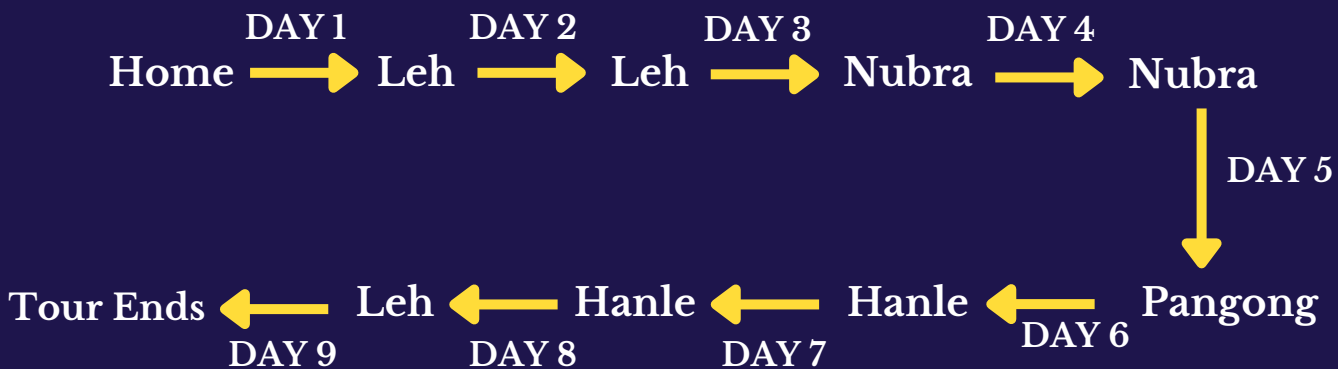 DAY 1 DAY 2 DAY 3 DAY 4
Home Leh Leh Nubra Nubra
DAY 5
Tour Ends Leh Hanle Hanle Pangong
DAY 9 DAY 8 DAY 7 DAY 6